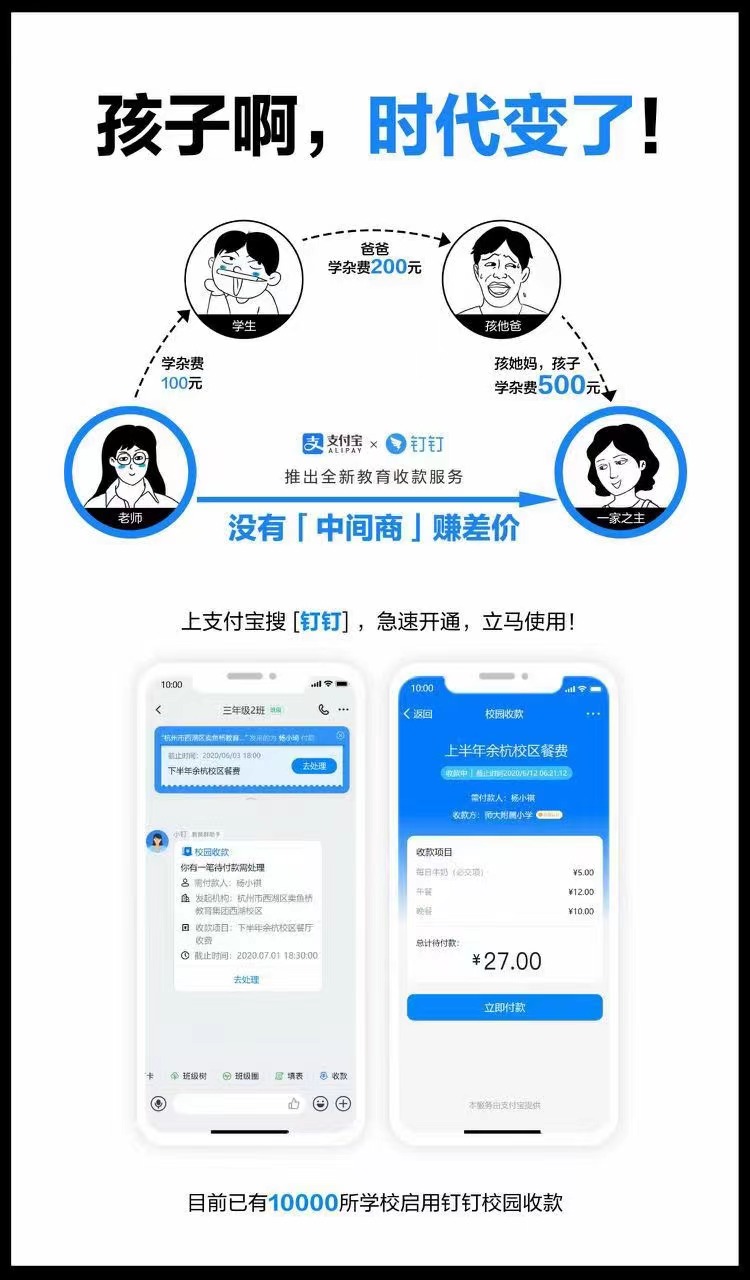 孩子啊，时代变了！
爸爸
学杂费200元
学生
孩他爸
学杂费
100元
孩她妈，孩子
学杂费500元
支付宝
ALIPAY
×
钉钉
推出全新教育收款服务
没有「中间商」赚差价
老师
一家之主
上支付宝搜 [钉钉] ，急速开通，立马使用！
10:00
三年级2班 班级
"杭州市西湖区卖鱼桥教育..." 发来的方 杨小琦 付款
截止时间：2020/06/03 18:00
下半年余杭校区餐费
去处理
小钉 教育群助手
校园收款
你有一笔待付款需处理
需付款人：杨小祺
发起机构：杭州市西湖区卖鱼桥
教育集团西湖校区
收款项目：下半年余杭校区餐厅
收费
截止时间：2020.07.01 18:30:00
去处理
卡
班级树
班级圈
填表
收款
10:00
返回
校园收款
上半年余杭校区餐费
收款中 | 截止时间2020/6/12 06:21:12
需付款人：杨小祺
收款方：师大附属小学
收款项目
每日牛奶（必交项）
¥5.00
午餐
¥12.00
晚餐
¥10.00
总计待付款：
¥27.00
立即付款
本服务由支付宝提供
目前已有10000所学校启用钉钉校园收款